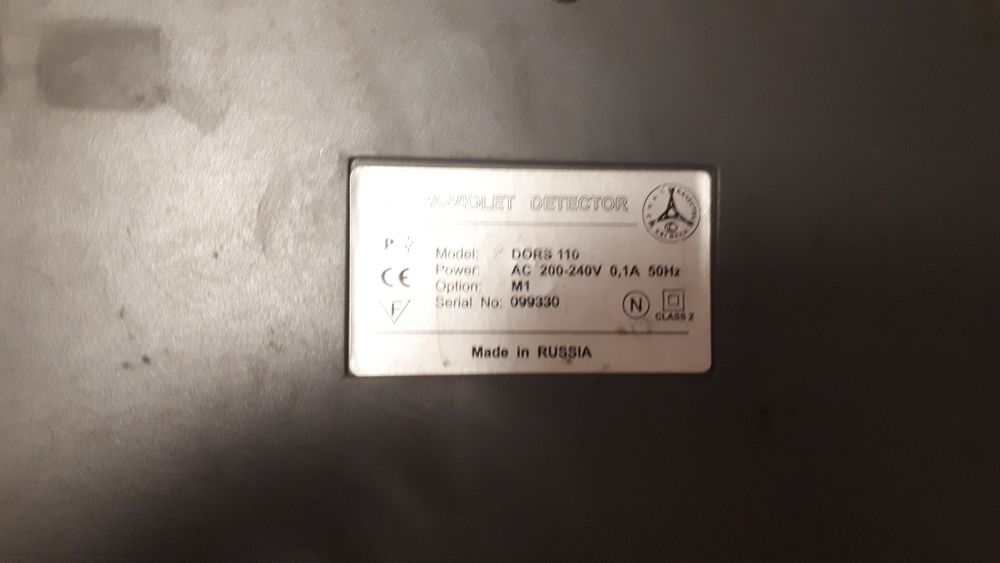 A-VIOLET DETECTOR
Model: DORS 110
Power: AC 200-240V 0,1A 50Hz
Option: M1
Serial No: 099330
P
CE
F
N
CLASS 2
Made in RUSSIA